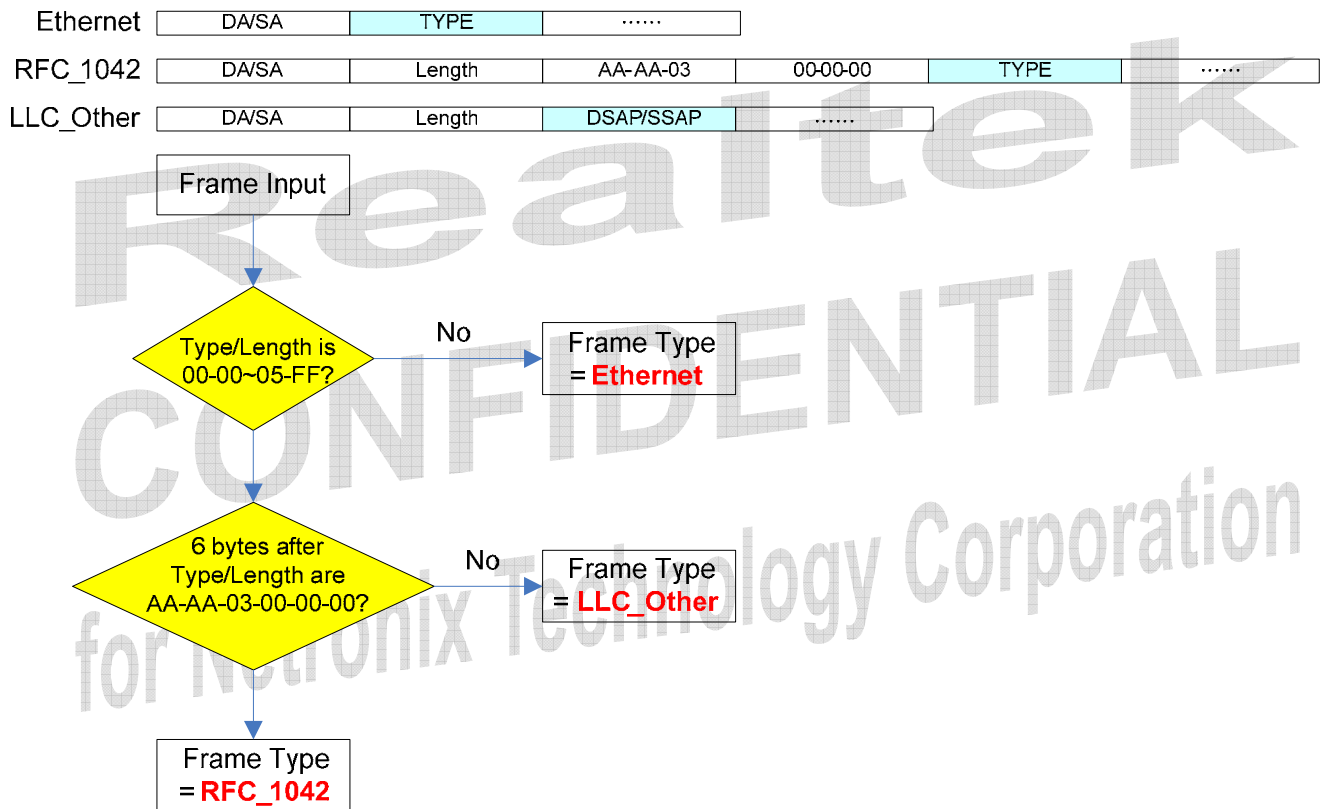 Ethernet DA/SA TYPE ......
RFC_1042 DA/SA Length AA-AA-03 00-00-00 TYPE ......
LLC_Other DA/SA Length DSAP/SSAP ......
Frame Input
Type/Length is
00-00~05-FF?
No
Frame Type
= Ethernet
6 bytes after
Type/Length are
AA-AA-03-00-00-00?
No
Frame Type
= LLC_Other
Frame Type
= RFC_1042
Realtek
CONFIDENTIAL
for Netronix Technology Corporation